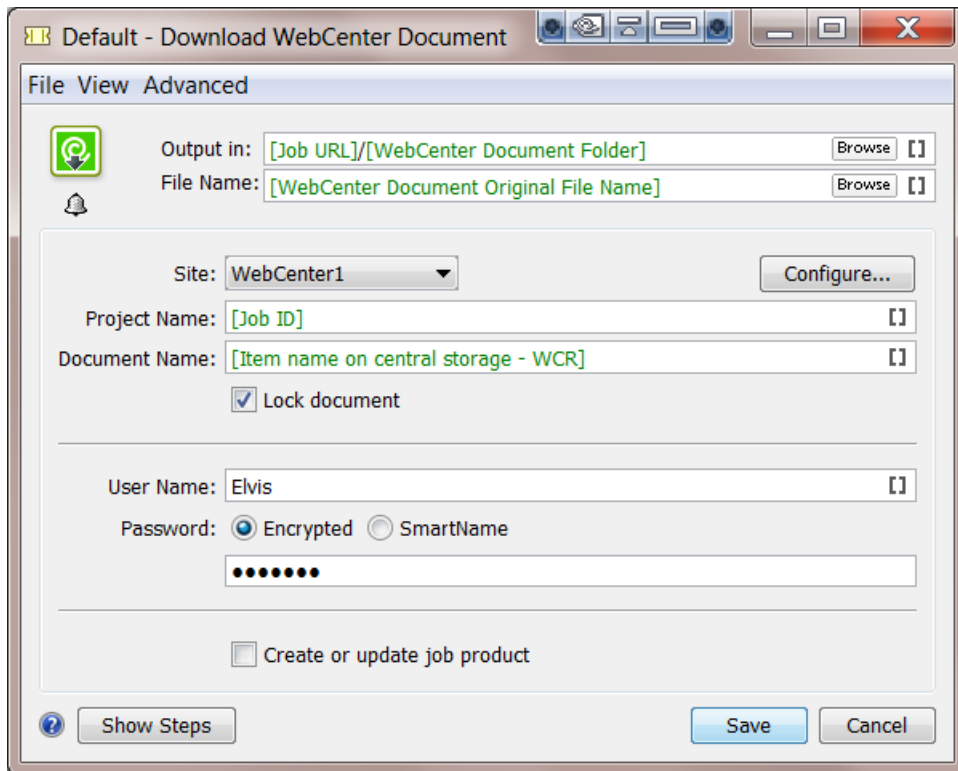 Default - Download WebCenter Document
File View Advanced
Output in: [Job URL]/[WebCenter Document Folder] Browse []
File Name: [WebCenter Document Original File Name] Browse []
Site: WebCenter1 Configure...
Project Name: [Job ID] []
Document Name: [Item name on central storage - WCR] []
Lock document
User Name: Elvis []
Password: Encrypted SmartName
●●●●●●●
Create or update job product
? Show Steps Save Cancel